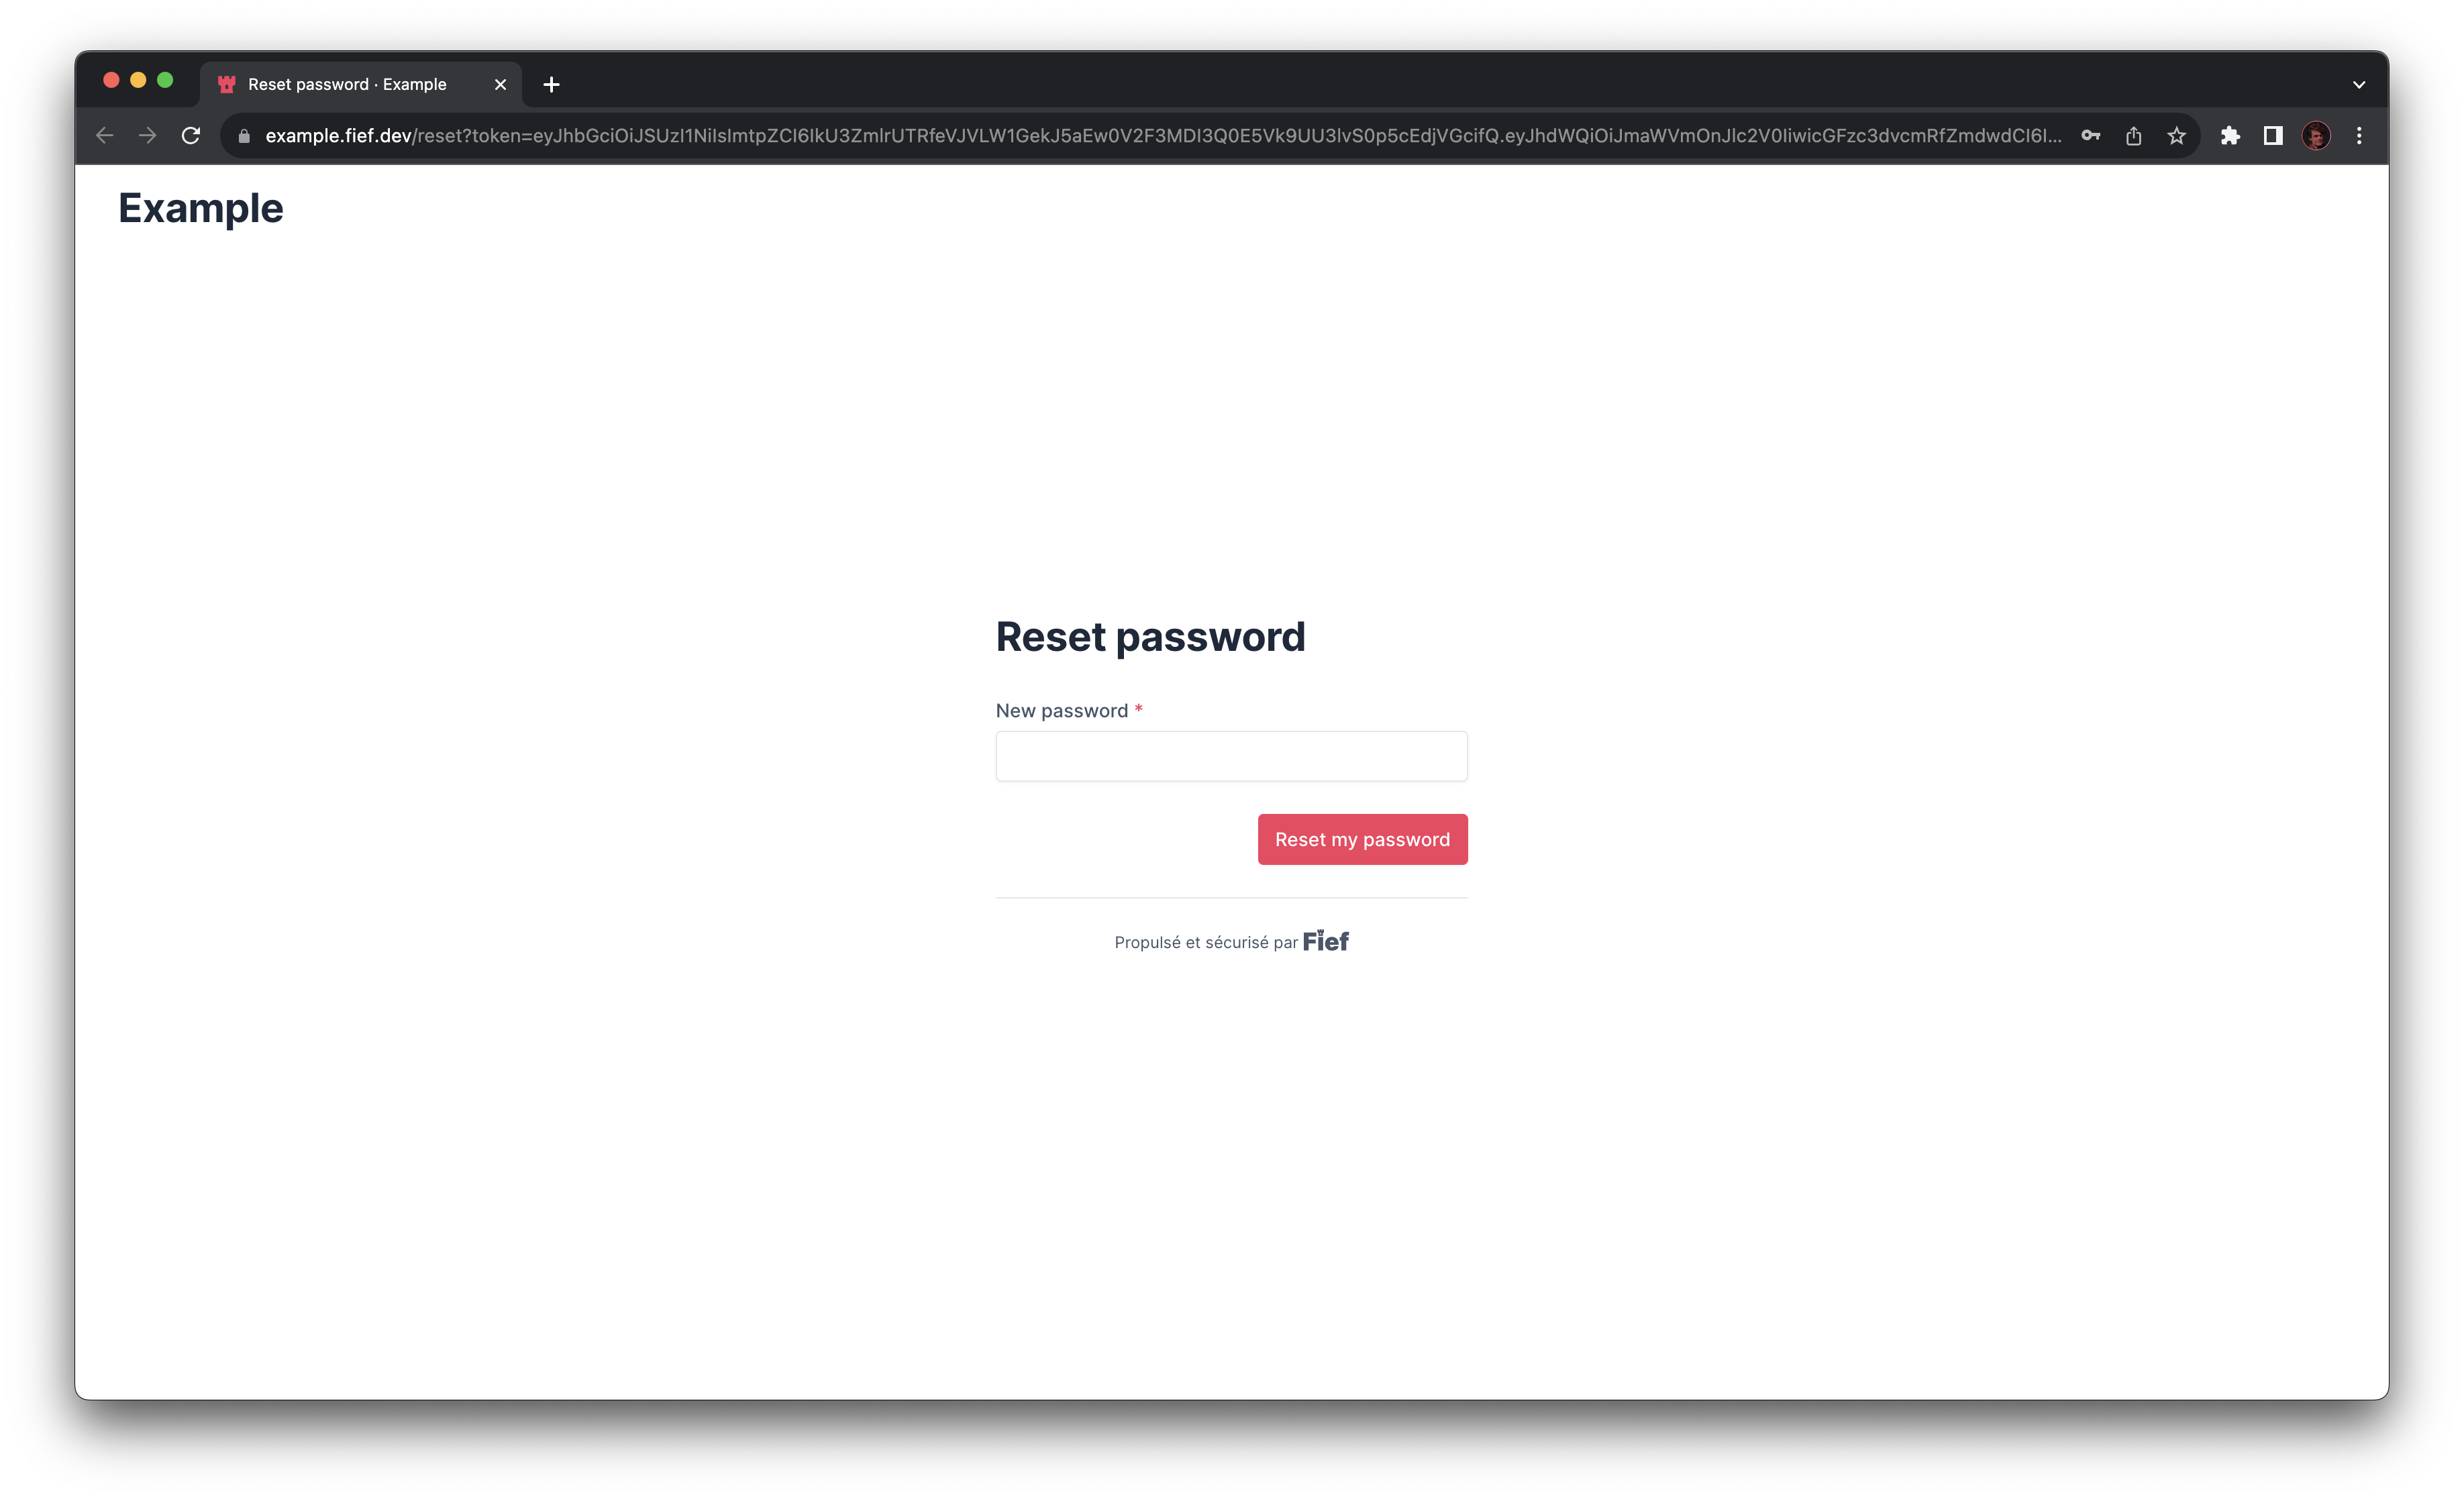 Reset password · Example
example.fief.dev/reset?token=eyJhbGciOiJSUzI1NiIsImtpZCI6IkU3ZmlrUTRfeVJVLW1GekJ5aEw0V2F3MDI3Q0E5Vk9UU3lvS0p5cEdjVGcifQ.eyJhdWQiOiJmaWVmOnJlc2V0IiwicGFzc3dvcmRfZmdwdCI6I...
Example
Reset password
New password *
Reset my password
Propulsé et sécurisé par Fief